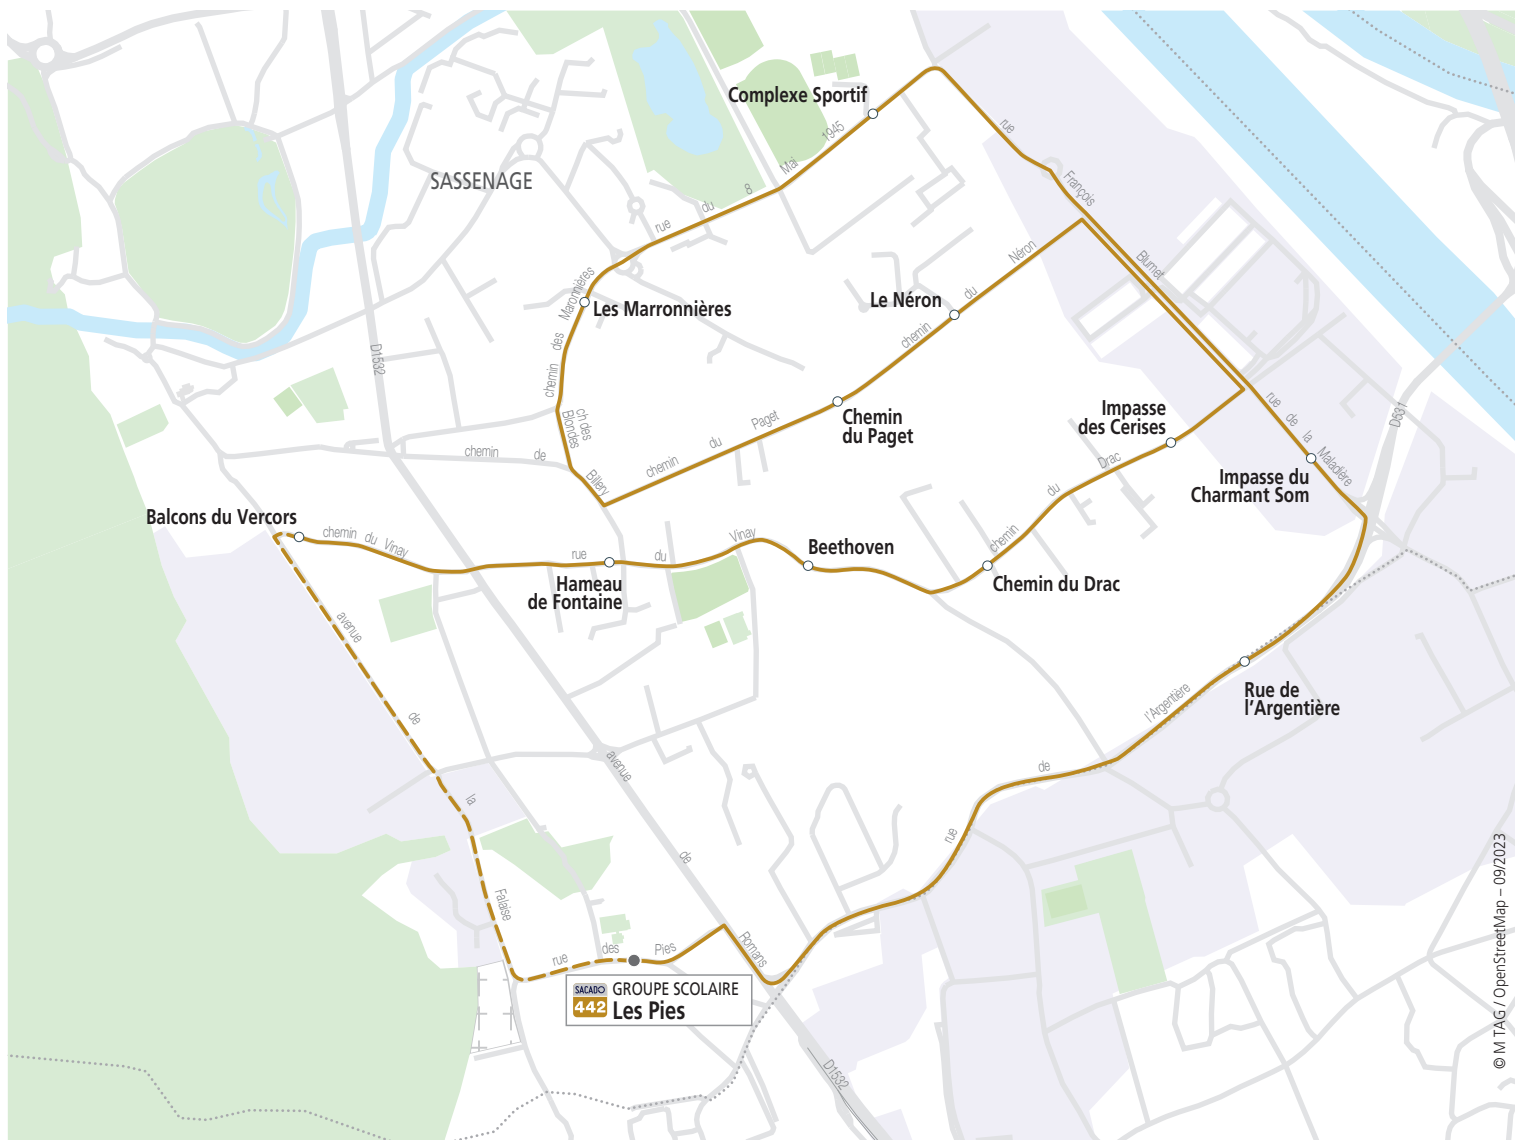 Complexe Sportif
SASSENAGE
rue du 8 Mai 1945
rue François Blumet
chemin des Maronnières
Les Marronnières
Le Néron
chemin du Néron
D1532
ch des
Blondes
chemin de Billery
chemin du Paget
Chemin
du Paget
Impasse
des Cerises
rue de la Maladière
D531
Impasse du
Charmant Som
Balcons du Vercors
chemin du Vinay
rue du Vinay
Hameau
de Fontaine
Beethoven
chemin du Drac
Chemin du Drac
Rue de
l'Argentière
rue de l'Argentière
avenue de la Falaise
avenue de Romans
rue des Pies
SACADO
442
GROUPE SCOLAIRE
Les Pies
D1532
© M TAG / OpenStreetMap – 09/2023